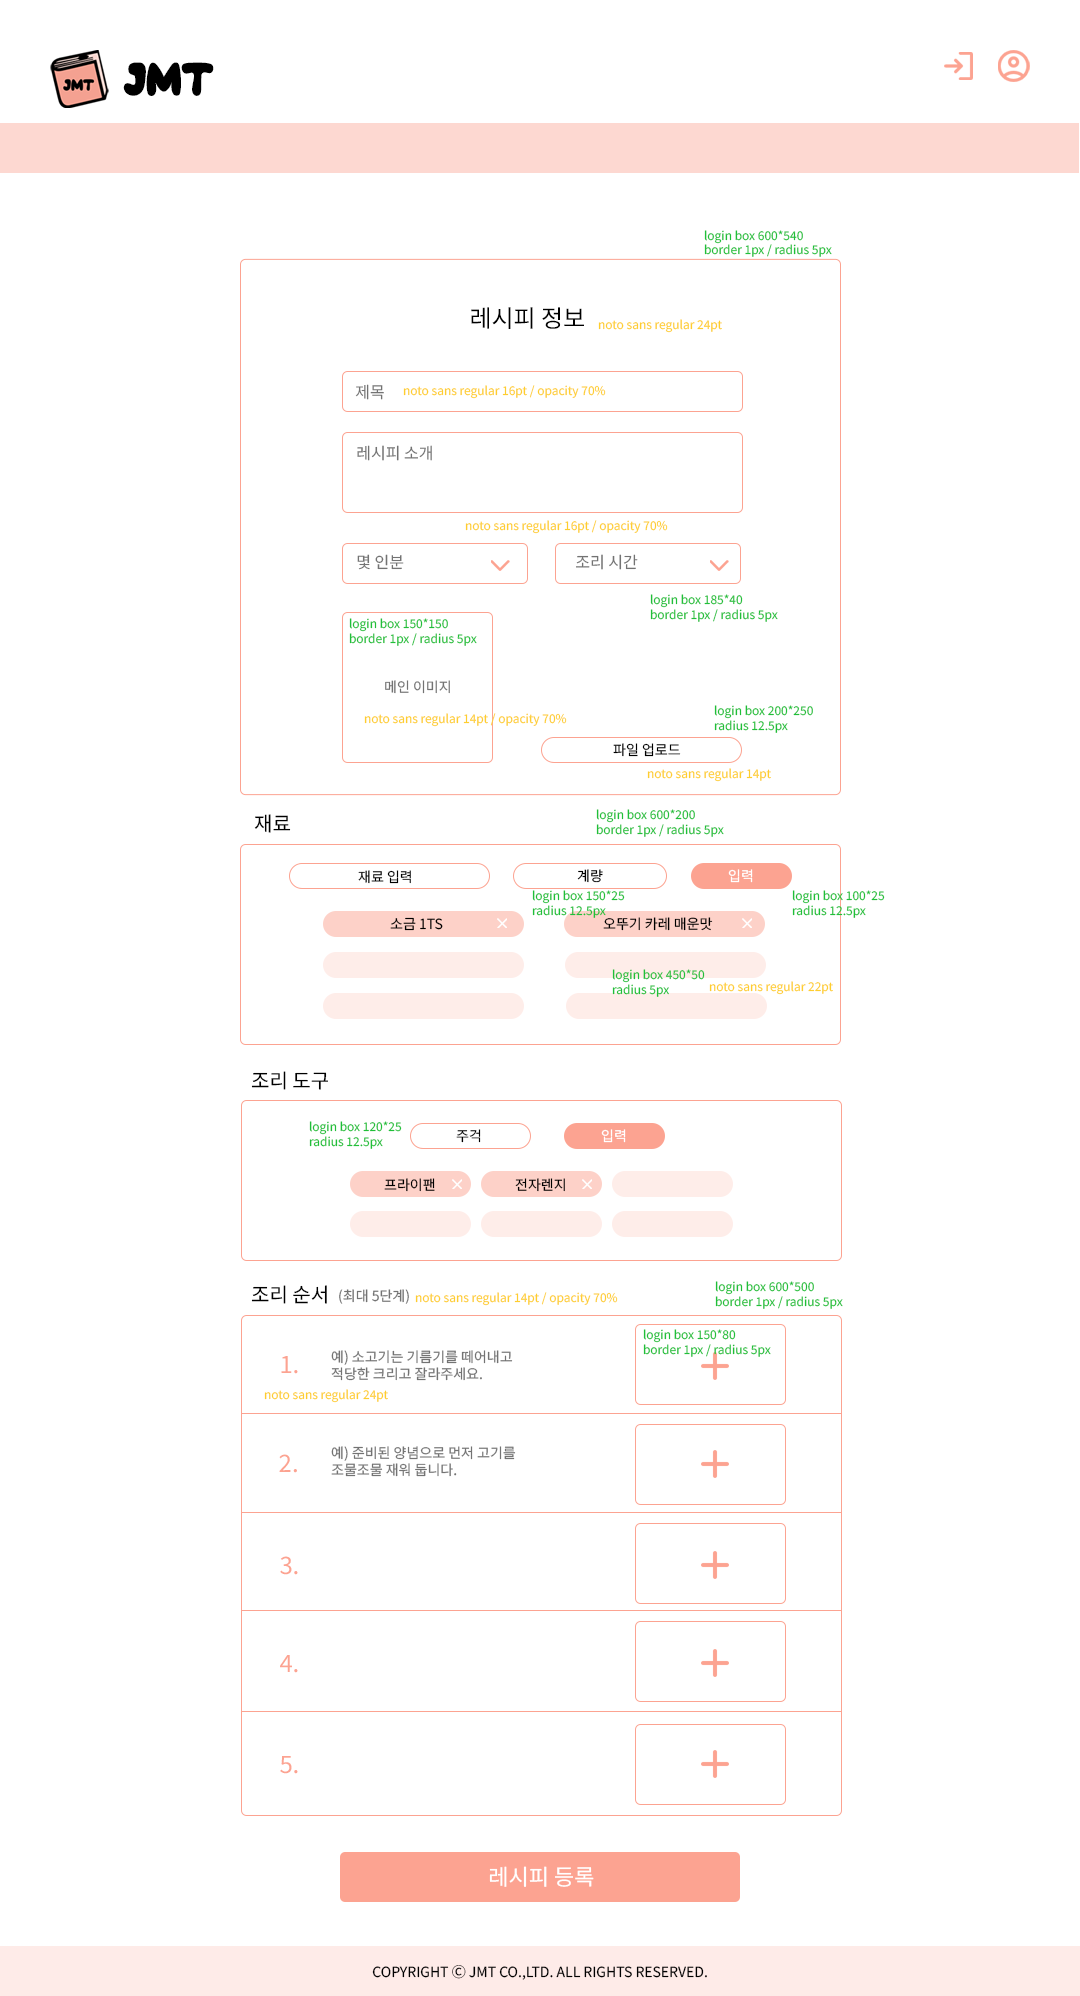 JMT
JMT
login box 600*540
border 1px / radius 5px
레시피 정보
noto sans regular 24pt
제목
noto sans regular 16pt / opacity 70%
레시피 소개
noto sans regular 16pt / opacity 70%
몇 인분
조리 시간
login box 185*40
border 1px / radius 5px
login box 150*150
border 1px / radius 5px
메인 이미지
noto sans regular 14pt / opacity 70%
login box 200*250
radius 12.5px
파일 업로드
noto sans regular 14pt
재료
login box 600*200
border 1px / radius 5px
재료 입력
계량
입력
login box 150*25
radius 12.5px
login box 100*25
radius 12.5px
소금 1TS
오뚜기 카레 매운맛
login box 450*50
radius 5px
noto sans regular 22pt
조리 도구
login box 120*25
radius 12.5px
주걱
입력
프라이팬
전자렌지
조리 순서 (최대 5단계)
noto sans regular 14pt / opacity 70%
login box 600*500
border 1px / radius 5px
1.
예) 소고기는 기름기를 떼어내고
적당한 크리고 잘라주세요.
noto sans regular 24pt
login box 150*80
border 1px / radius 5px
2.
예) 준비된 양념으로 먼저 고기를
조물조물 재워 둡니다.
3.
4.
5.
레시피 등록
COPYRIGHT ⓒ JMT CO.,LTD. ALL RIGHTS RESERVED.